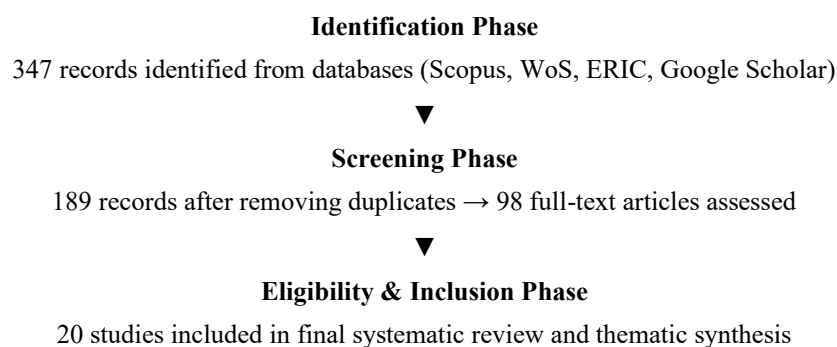 Identification Phase
347 records identified from databases (Scopus, WoS, ERIC, Google Scholar)
▼
Screening Phase
189 records after removing duplicates → 98 full-text articles assessed
▼
Eligibility & Inclusion Phase
20 studies included in final systematic review and thematic synthesis